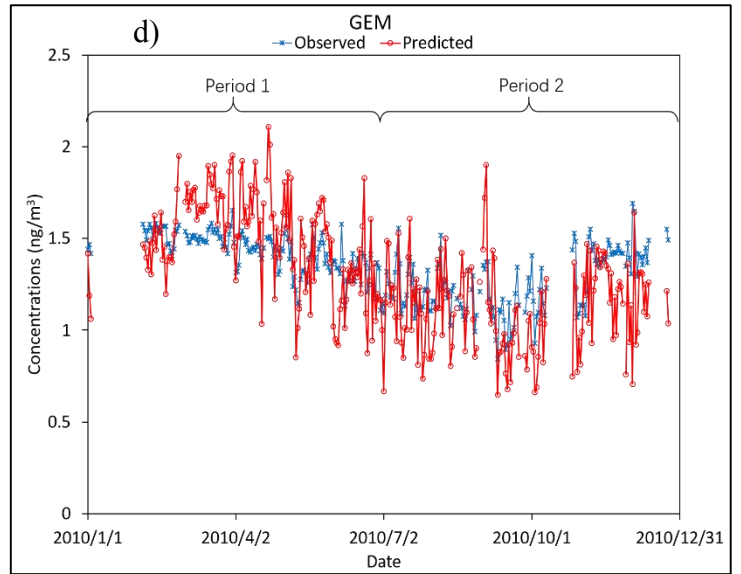 d)
GEM
Observed Predicted
Period 1
Period 2
Concentrations (ng/m³)
2.5
2
1.5
1
0.5
0
2010/1/1
2010/4/2
2010/7/2
2010/10/1
2010/12/31
Date